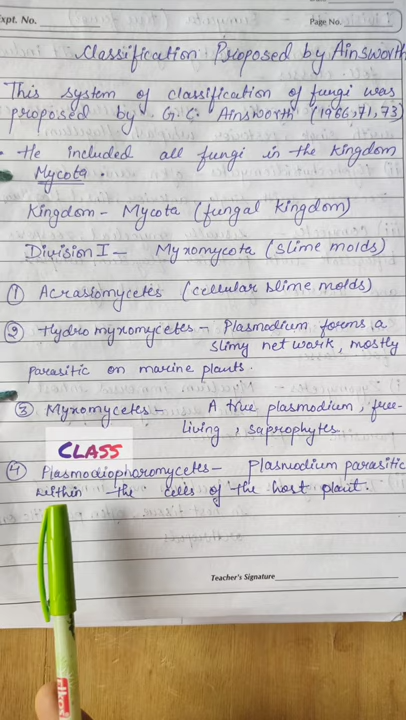 Expt. No.
Page No.
Classification Proposed by Ainsworth
This system of classification of fungi was
proposed by G.C. Ainsworth (1966,71,73)
• He included all fungi in the Kingdom
Mycota.
Kingdom - Mycota (fungal kingdom)
Division I - Myxomycota (slime molds)
① Acrasiomycetes (cellular slime molds)
② Hydromyxomycetes - Plasmodium forms a
slimy network, mostly
parasitic on marine plants.
③ Myxomycetes - A true plasmodium, free-
living, saprophytes.
CLASS
④ Plasmodiophoromycetes - Plasmodium parasitic
within the cells of the host plant.
Teacher's Signature